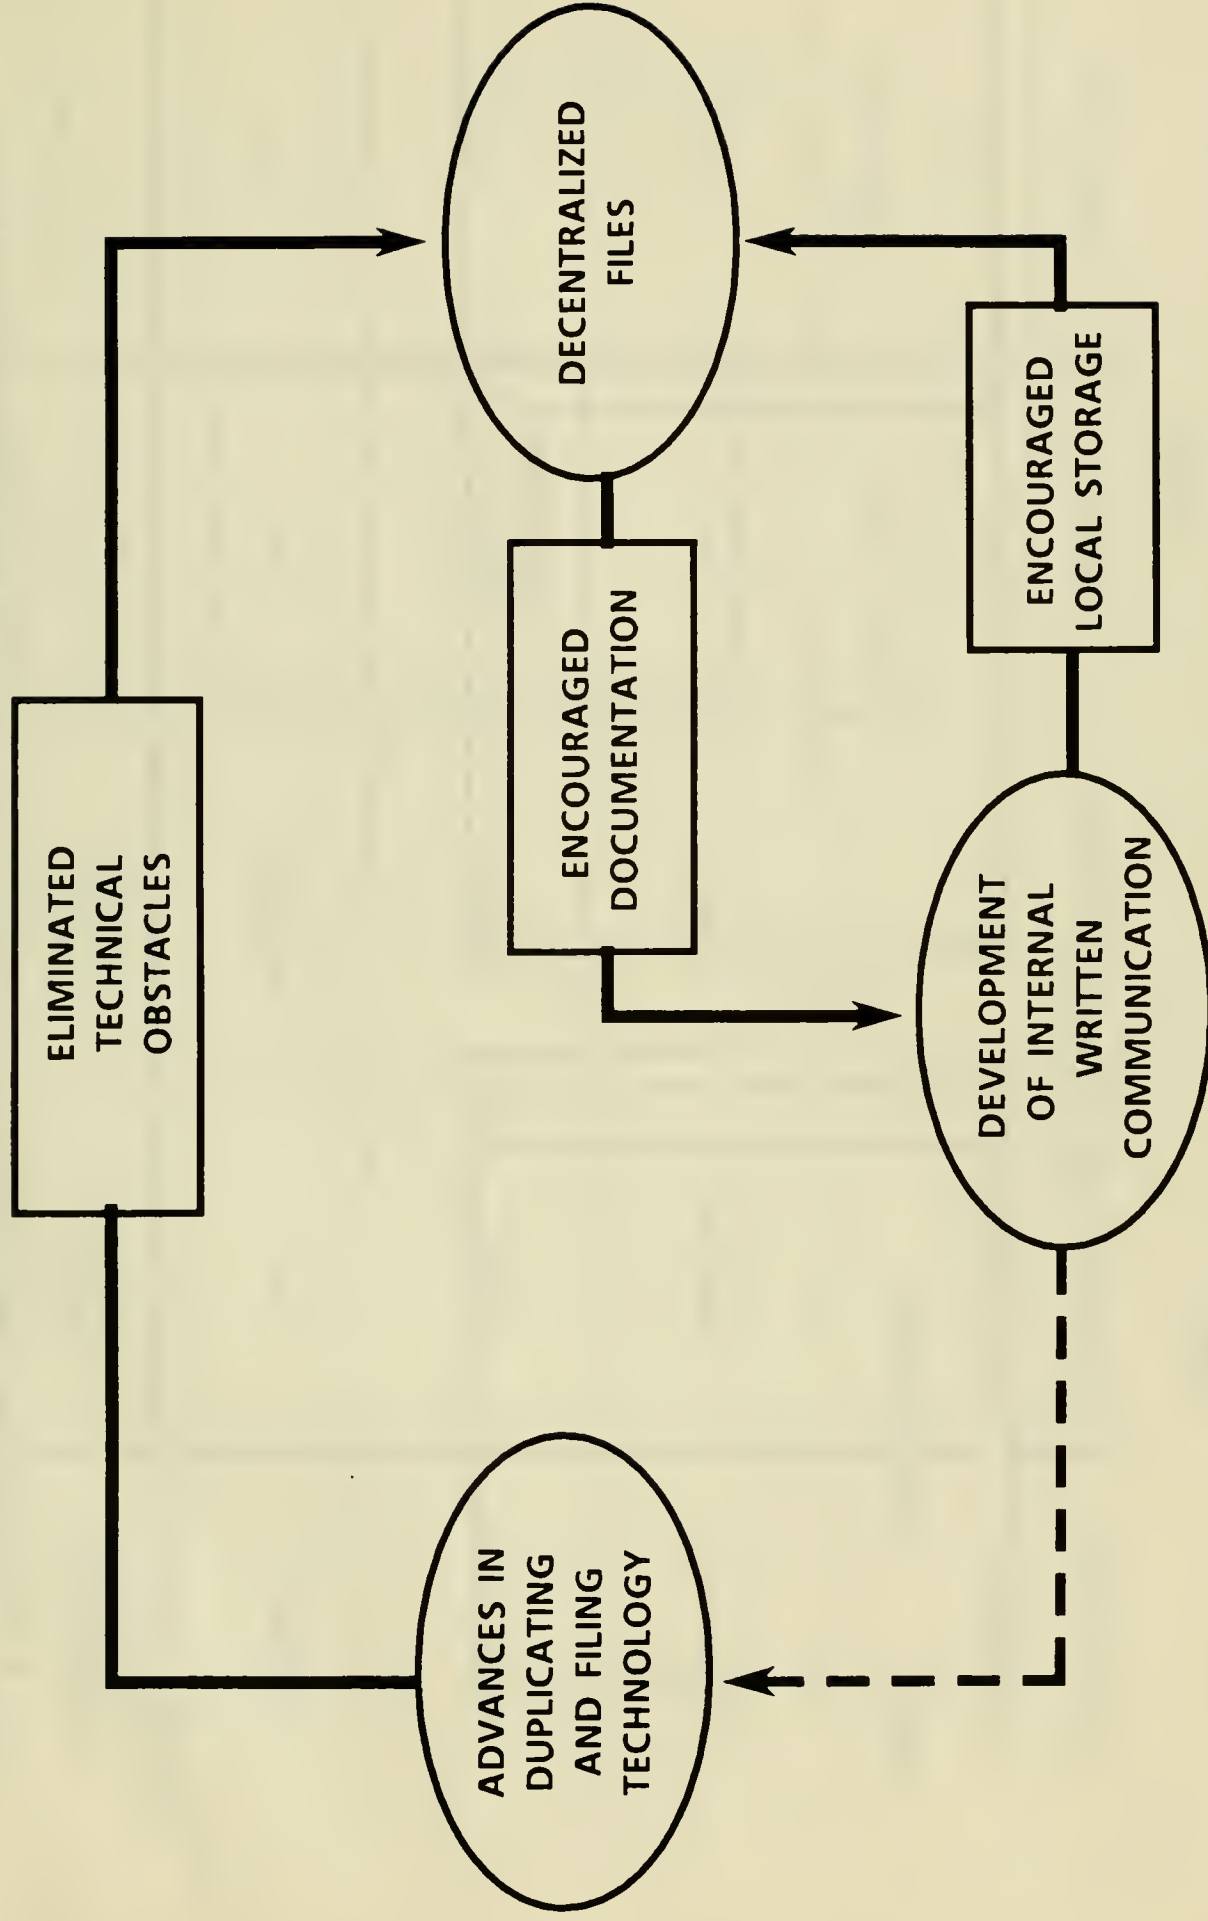 ELIMINATED
TECHNICAL
OBSTACLES
ADVANCES IN
DUPLICATING
AND FILING
TECHNOLOGY
ENCOURAGED
DOCUMENTATION
DECENTRALIZED
FILES
DEVELOPMENT
OF INTERNAL
WRITTEN
COMMUNICATION
ENCOURAGED
LOCAL STORAGE